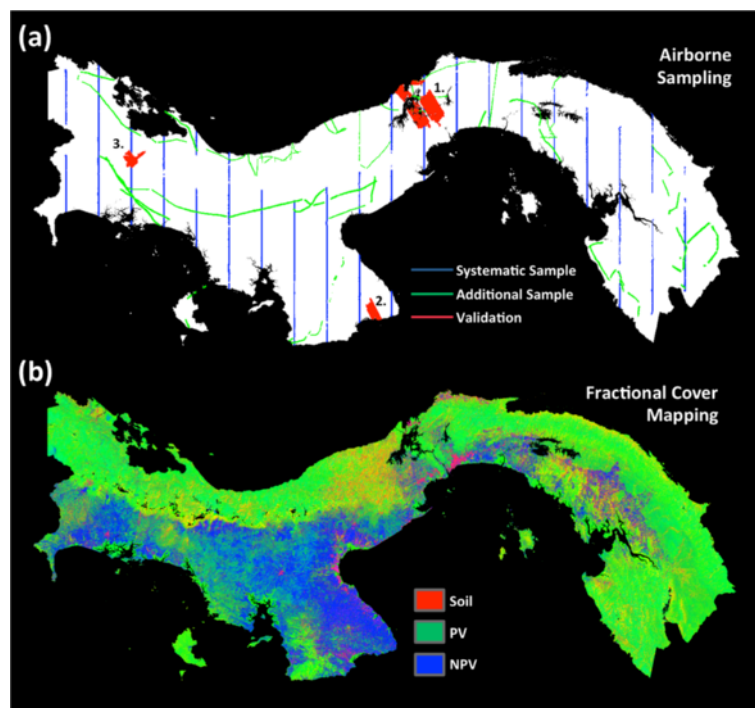 (a)
Airborne
Sampling
1.
3.
2.
Systematic Sample
Additional Sample
Validation
(b)
Fractional Cover
Mapping
Soil
PV
NPV